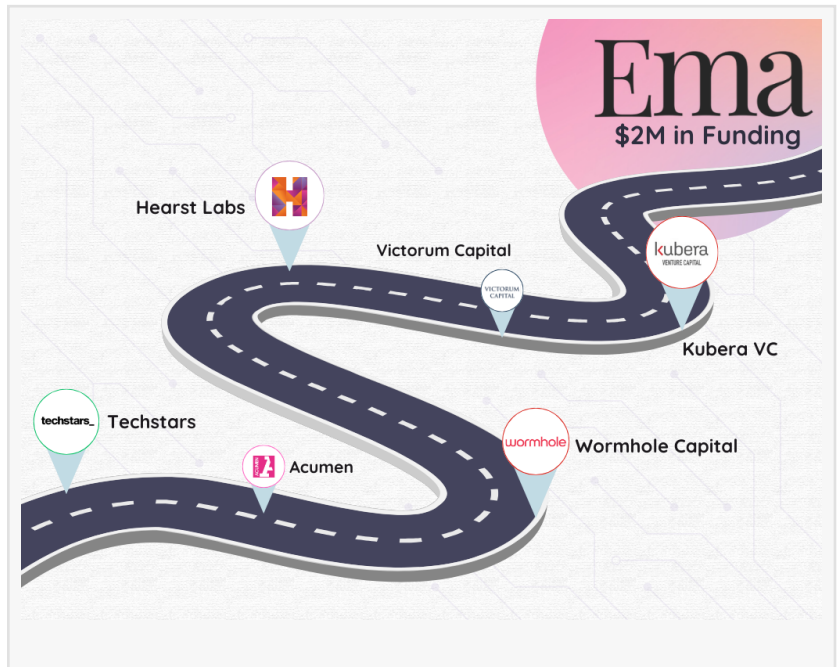 Ema
$2M in Funding
Hearst Labs
H
Victorum Capital
VICTORUM
CAPITAL
kubera
VENTURE CAPITAL
Kubera VC
techstars_
Techstars
ACUMEN
Acumen
wormhole
Wormhole Capital